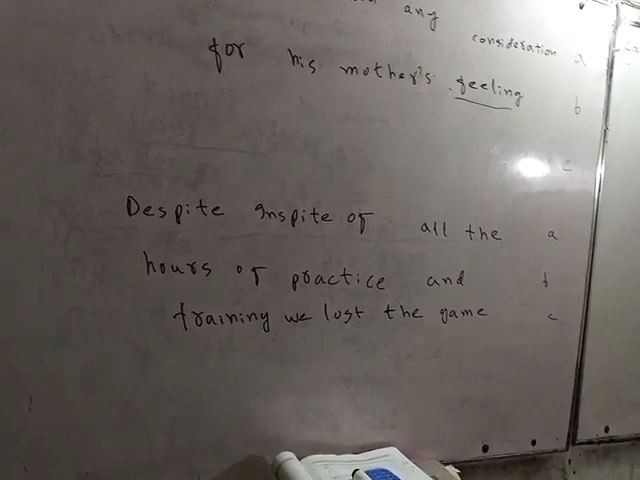 any consideration a
for his mother's feeling
b
c
Despite Inspite of all the a
hours of practice and b
training we lost the game c